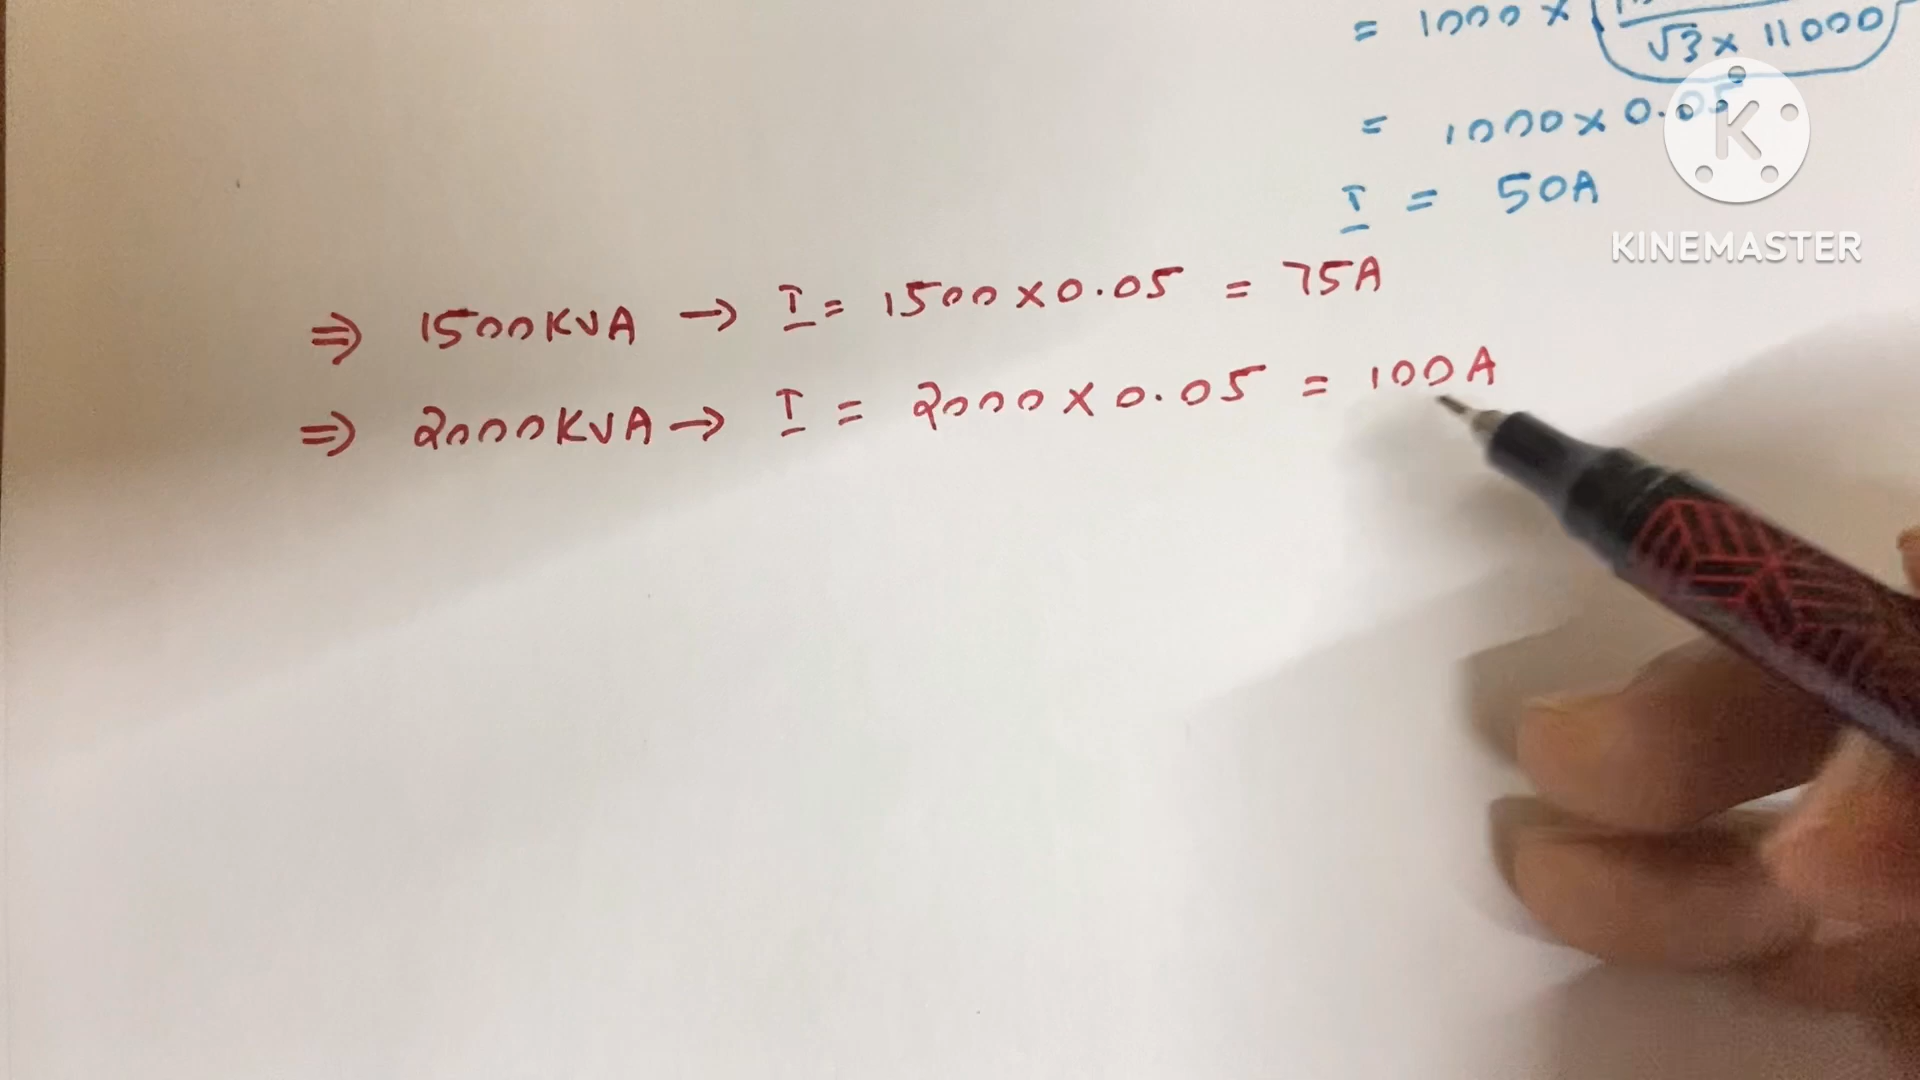 = 1000 × √3 × 11000
= 1000 × 0.05
I = 50A
K
KINEMASTER
⇒ 1500KVA → I = 1500 × 0.05 = 75A
⇒ 2000KVA → I = 2000 × 0.05 = 100A